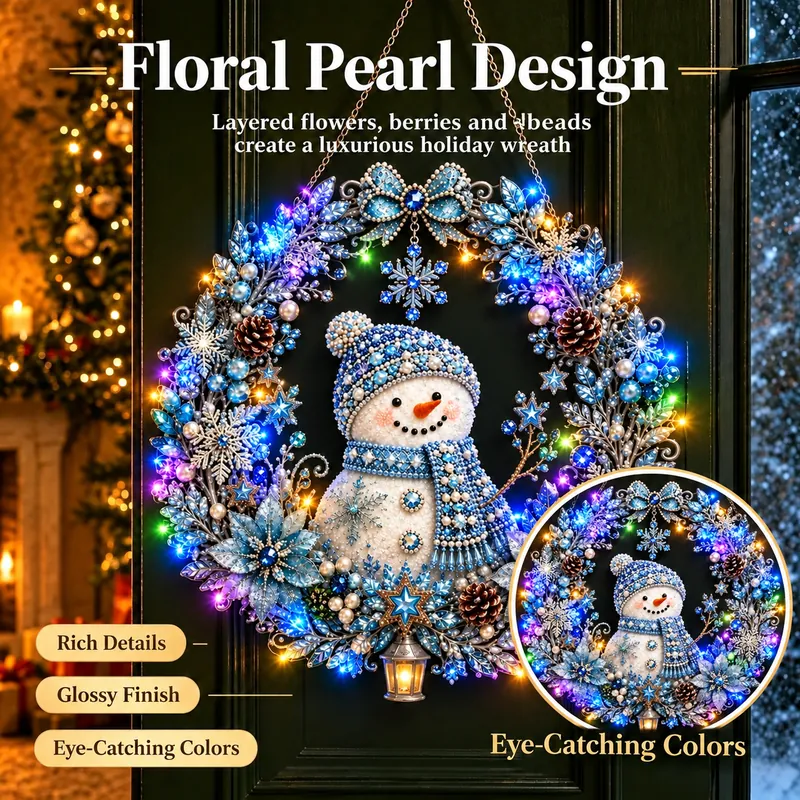 Floral Pearl Design
Layered flowers, berries and beads
create a luxurious holiday wreath
Rich Details
Glossy Finish
Eye-Catching Colors
Eye-Catching Colors